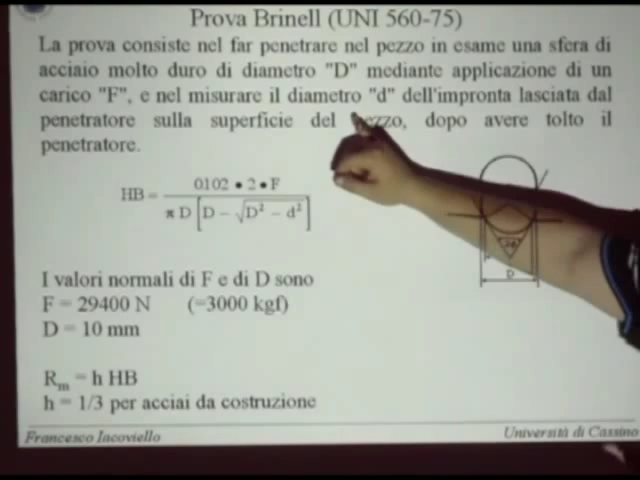 Prova Brinell (UNI 560-75)
La prova consiste nel far penetrare nel pezzo in esame una sfera di
acciaio molto duro di diametro "D" mediante applicazione di un
carico "F", e nel misurare il diametro "d" dell'impronta lasciata dal
penetratore sulla superficie del pezzo, dopo avere tolto il
penetratore.
HB = 0102 • 2 • F
π D [D - √D² - d²]
D
I valori normali di F e di D sono
F = 29400 N (=3000 kgf)
D = 10 mm
Rm = h HB
h = 1/3 per acciai da costruzione
Francesco Iacoviello
Università di Cassino